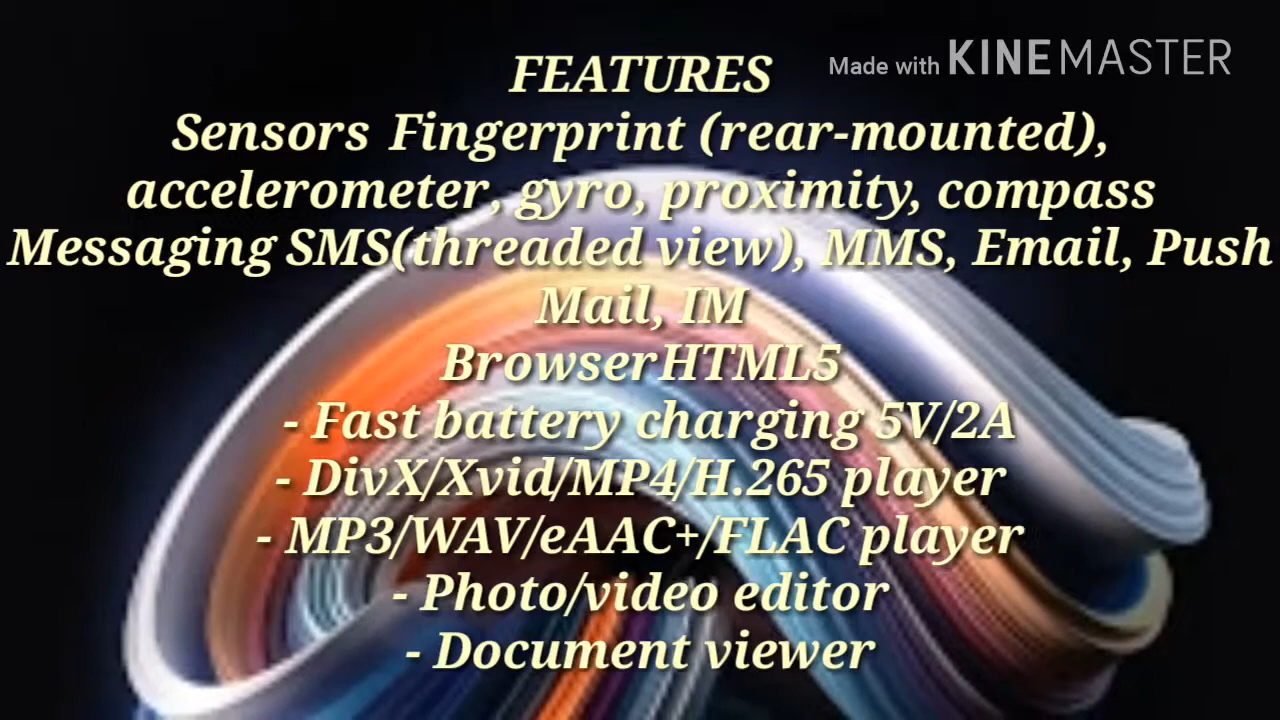 Made with KINEMASTER
FEATURES
Sensors Fingerprint (rear-mounted),
accelerometer, gyro, proximity, compass
Messaging SMS(threaded view), MMS, Email, Push
Mail, IM
BrowserHTML5
- Fast battery charging 5V/2A
- DivX/Xvid/MP4/H.265 player
- MP3/WAV/eAAC+/FLAC player
- Photo/video editor
- Document viewer